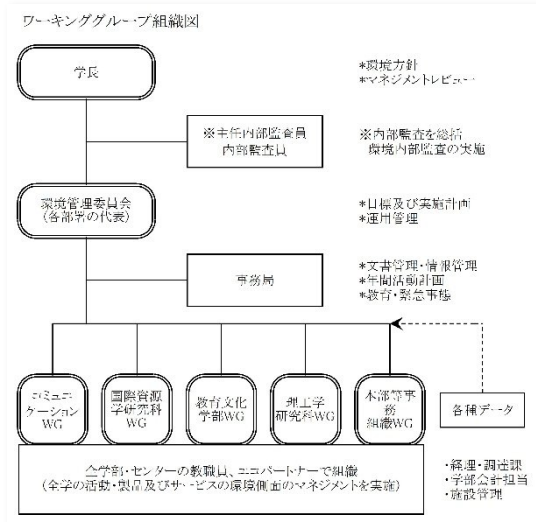 ワーキンググループ組織図
学長
*環境方針
*マネジメントレビュー
※主任内部監査員
内部監査員
※内部監査を総括
環境内部監査の実施
環境管理委員会
(各部署の代表)
*目標及び実施計画
*運用管理
事務局
*文書管理・情報管理
*年間活動計画
*教育・緊急事態
コミュニ
ケーション
WG
国際資源
学研究科
WG
教育文化
学部WG
理工学
研究科WG
本部等事
務
組織WG
各種データ
全学部・センターの教職員、エコパートナーで組織
(全学の活動・製品及びサービスの環境側面のマネジメントを実施)
・経理・調達課
・学部会計担当
・施設管理